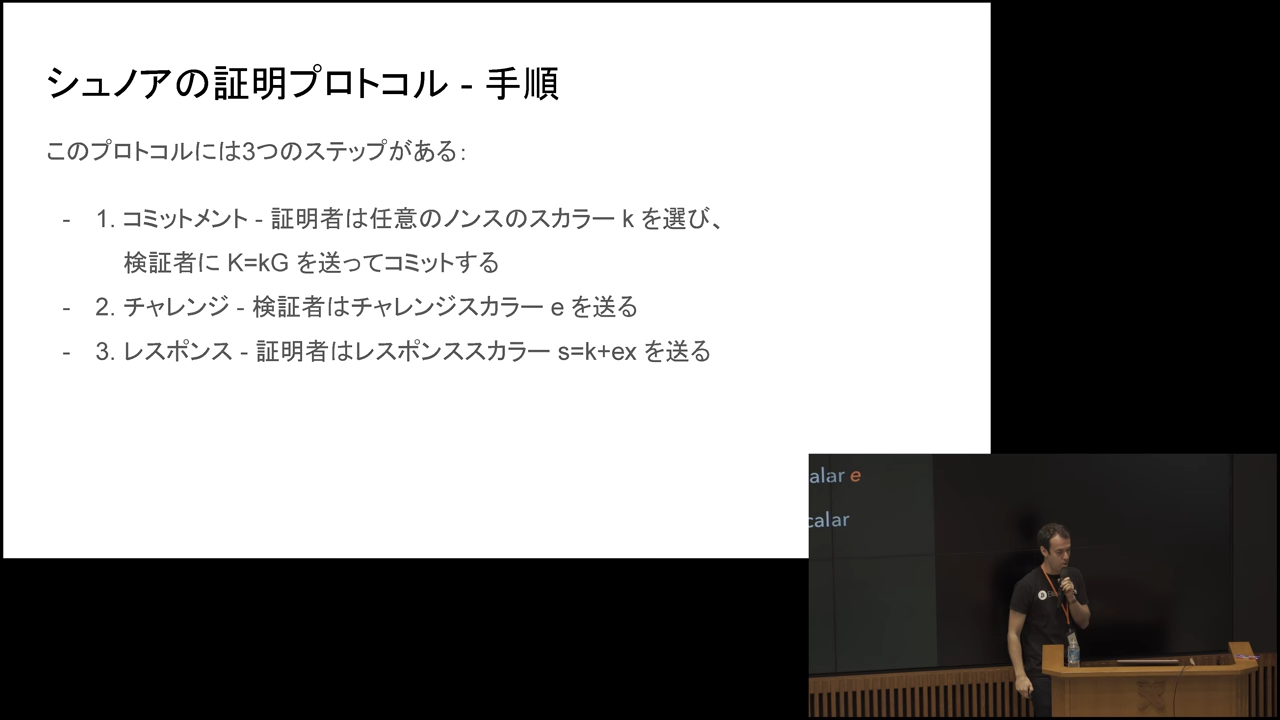 シュノアの証明プロトコル - 手順
このプロトコルには3つのステップがある:
- 1. コミットメント - 証明者は任意のノンスのスカラー k を選び、
検証者に K=kG を送ってコミットする
- 2. チャレンジ - 検証者はチャレンジスカラー e を送る
- 3. レスポンス - 証明者はレスポンススカラー s=k+ex を送る
alar e
calar